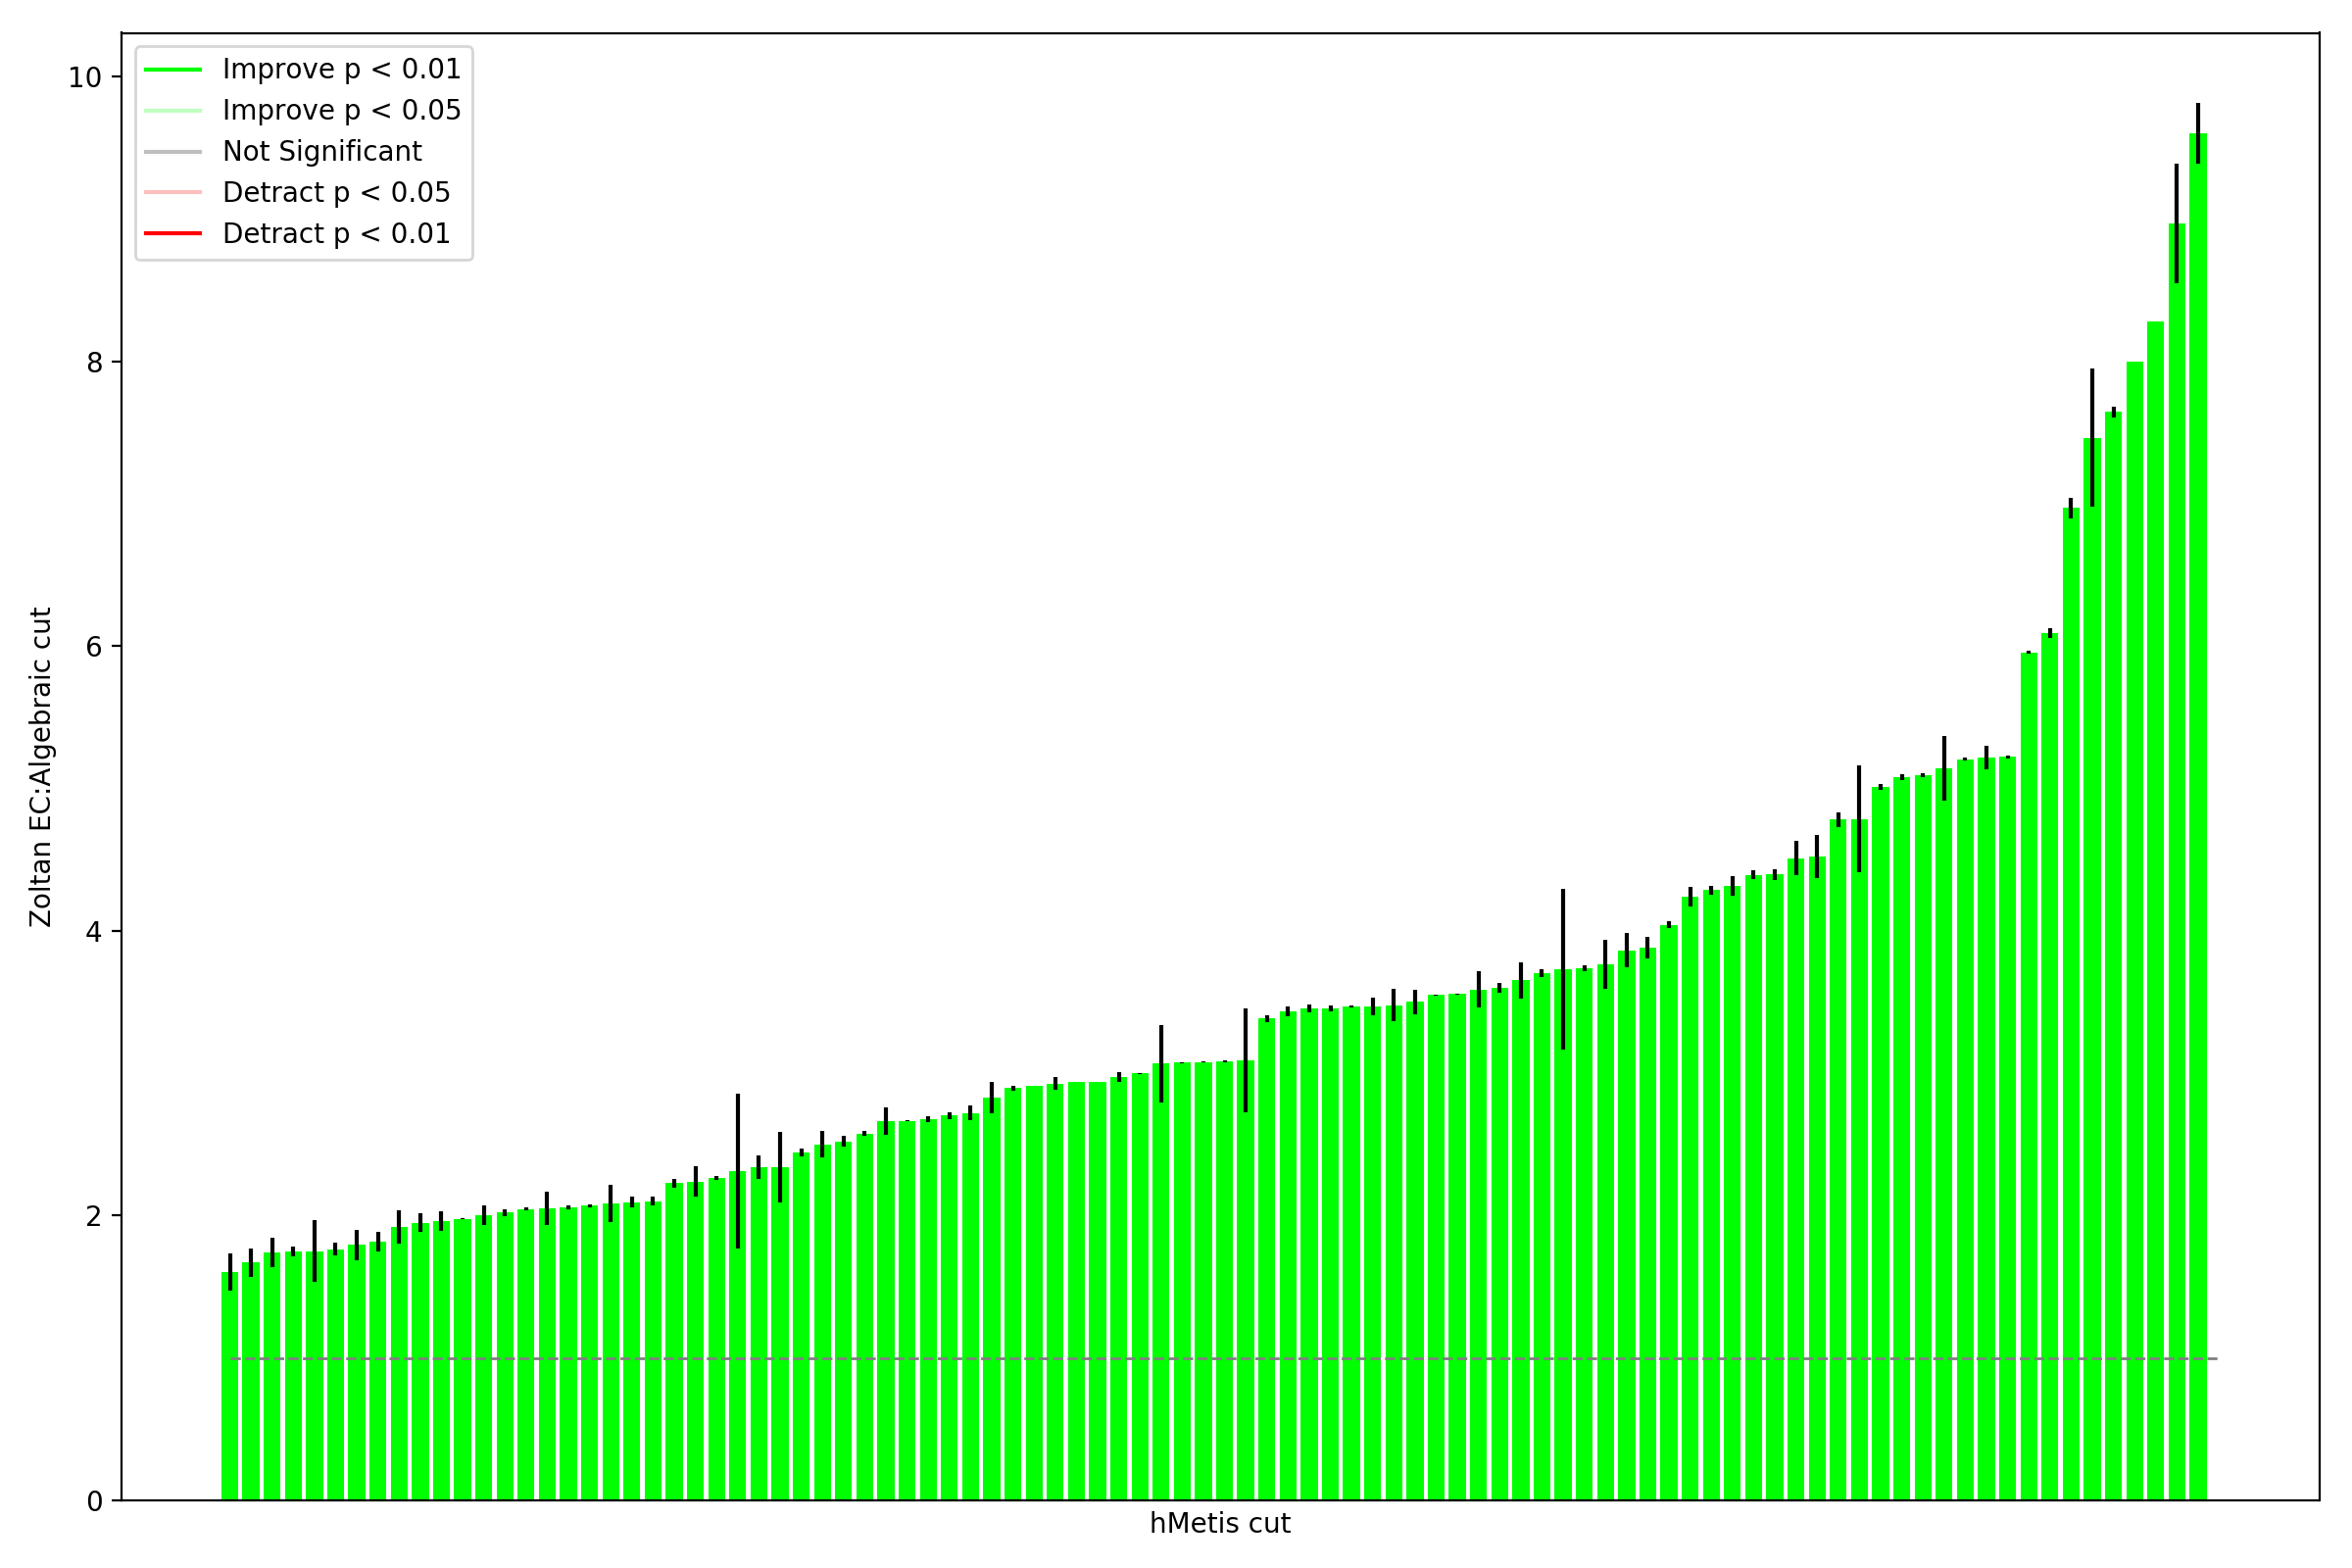 Improve p < 0.01
Improve p < 0.05
Not Significant
Detract p < 0.05
Detract p < 0.01
10
8
6
4
2
0
Zoltan EC:Algebraic cut
hMetis cut